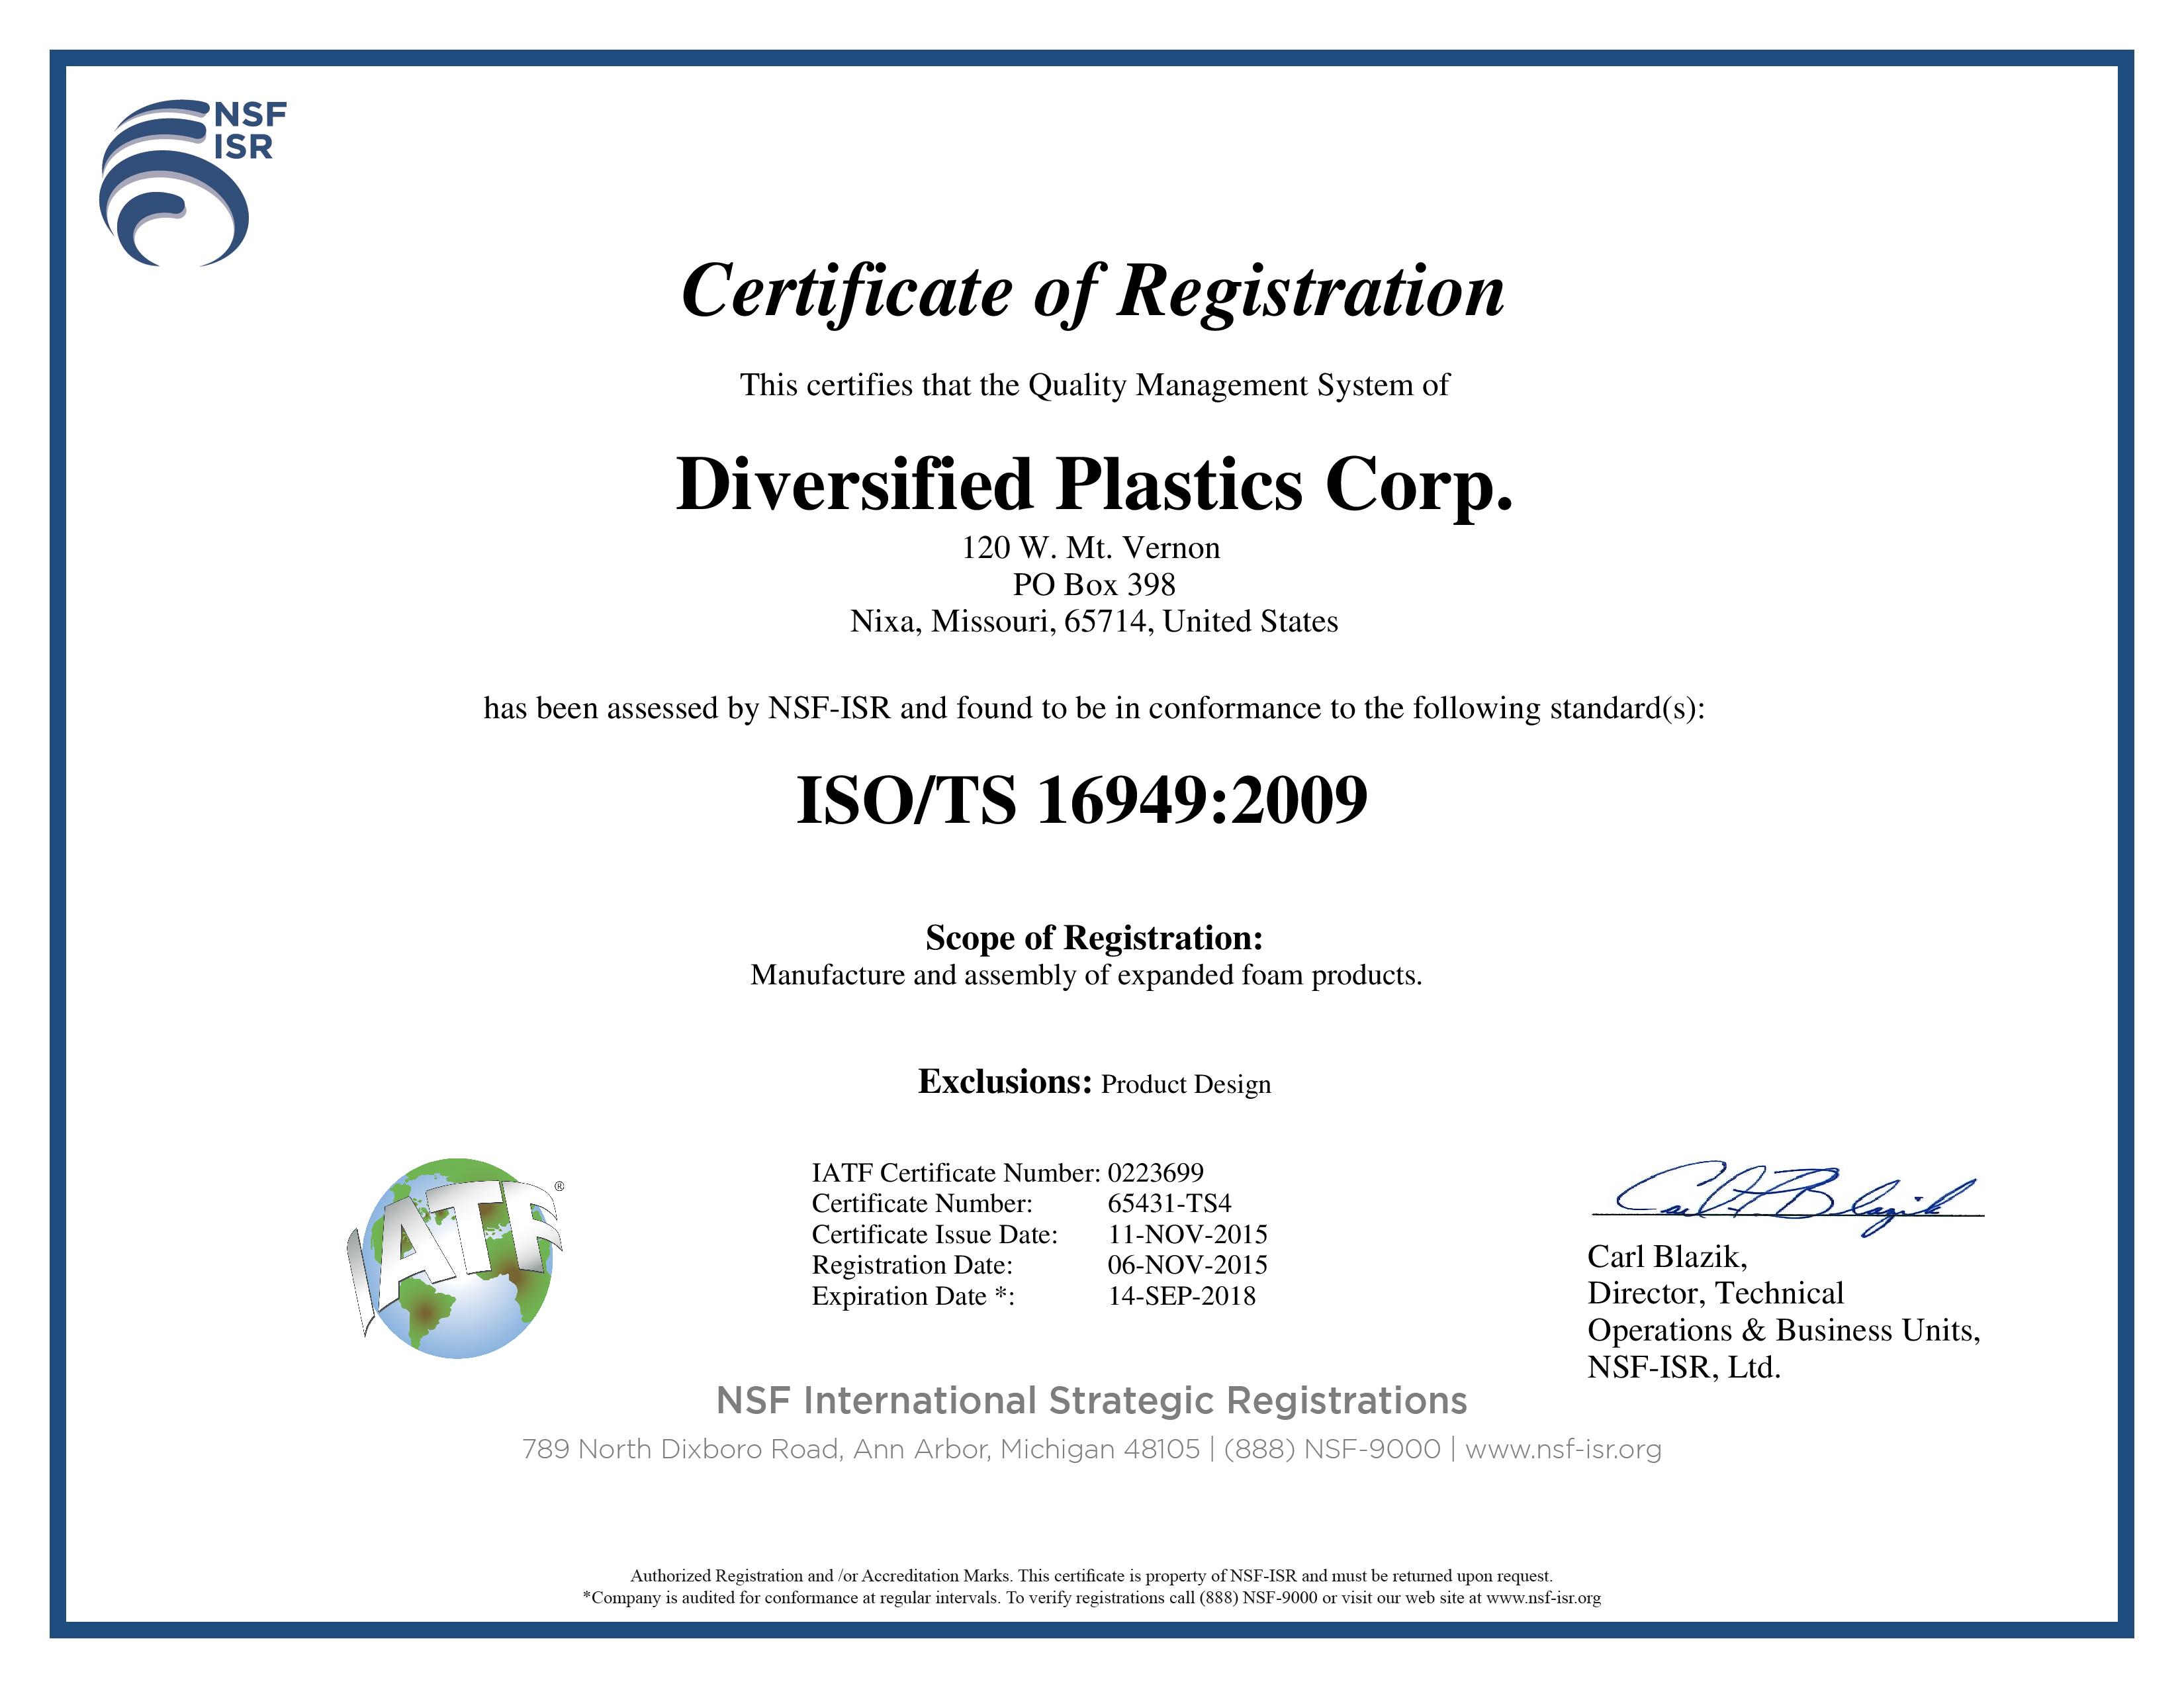 NSF
ISR
Certificate of Registration
This certifies that the Quality Management System of
Diversified Plastics Corp.
120 W. Mt. Vernon
PO Box 398
Nixa, Missouri, 65714, United States
has been assessed by NSF-ISR and found to be in conformance to the following standard(s):
ISO/TS 16949:2009
Scope of Registration:
Manufacture and assembly of expanded foam products.
Exclusions: Product Design
IATF®
IATF Certificate Number: 0223699
Certificate Number: 65431-TS4
Certificate Issue Date: 11-NOV-2015
Registration Date: 06-NOV-2015
Expiration Date *: 14-SEP-2018
Carl Blazik
Carl Blazik,
Director, Technical
Operations & Business Units,
NSF-ISR, Ltd.
NSF International Strategic Registrations
789 North Dixboro Road, Ann Arbor, Michigan 48105 | (888) NSF-9000 | www.nsf-isr.org
Authorized Registration and /or Accreditation Marks. This certificate is property of NSF-ISR and must be returned upon request.
*Company is audited for conformance at regular intervals. To verify registrations call (888) NSF-9000 or visit our web site at www.nsf-isr.org